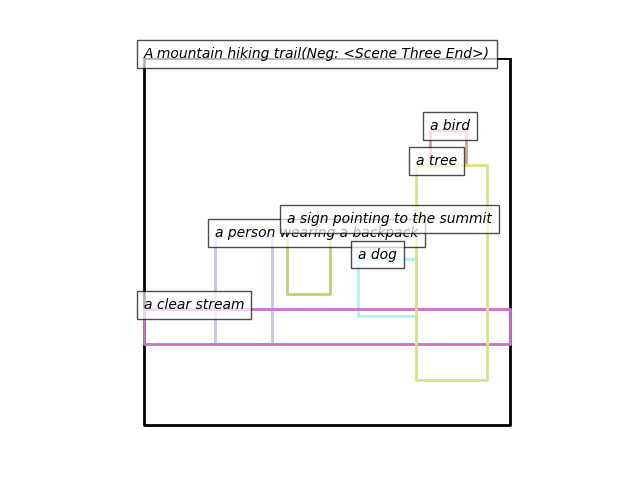 A mountain hiking trail(Neg: <Scene Three End>)
a bird
a tree
a sign pointing to the summit
a person wearing a backpack
a dog
a clear stream